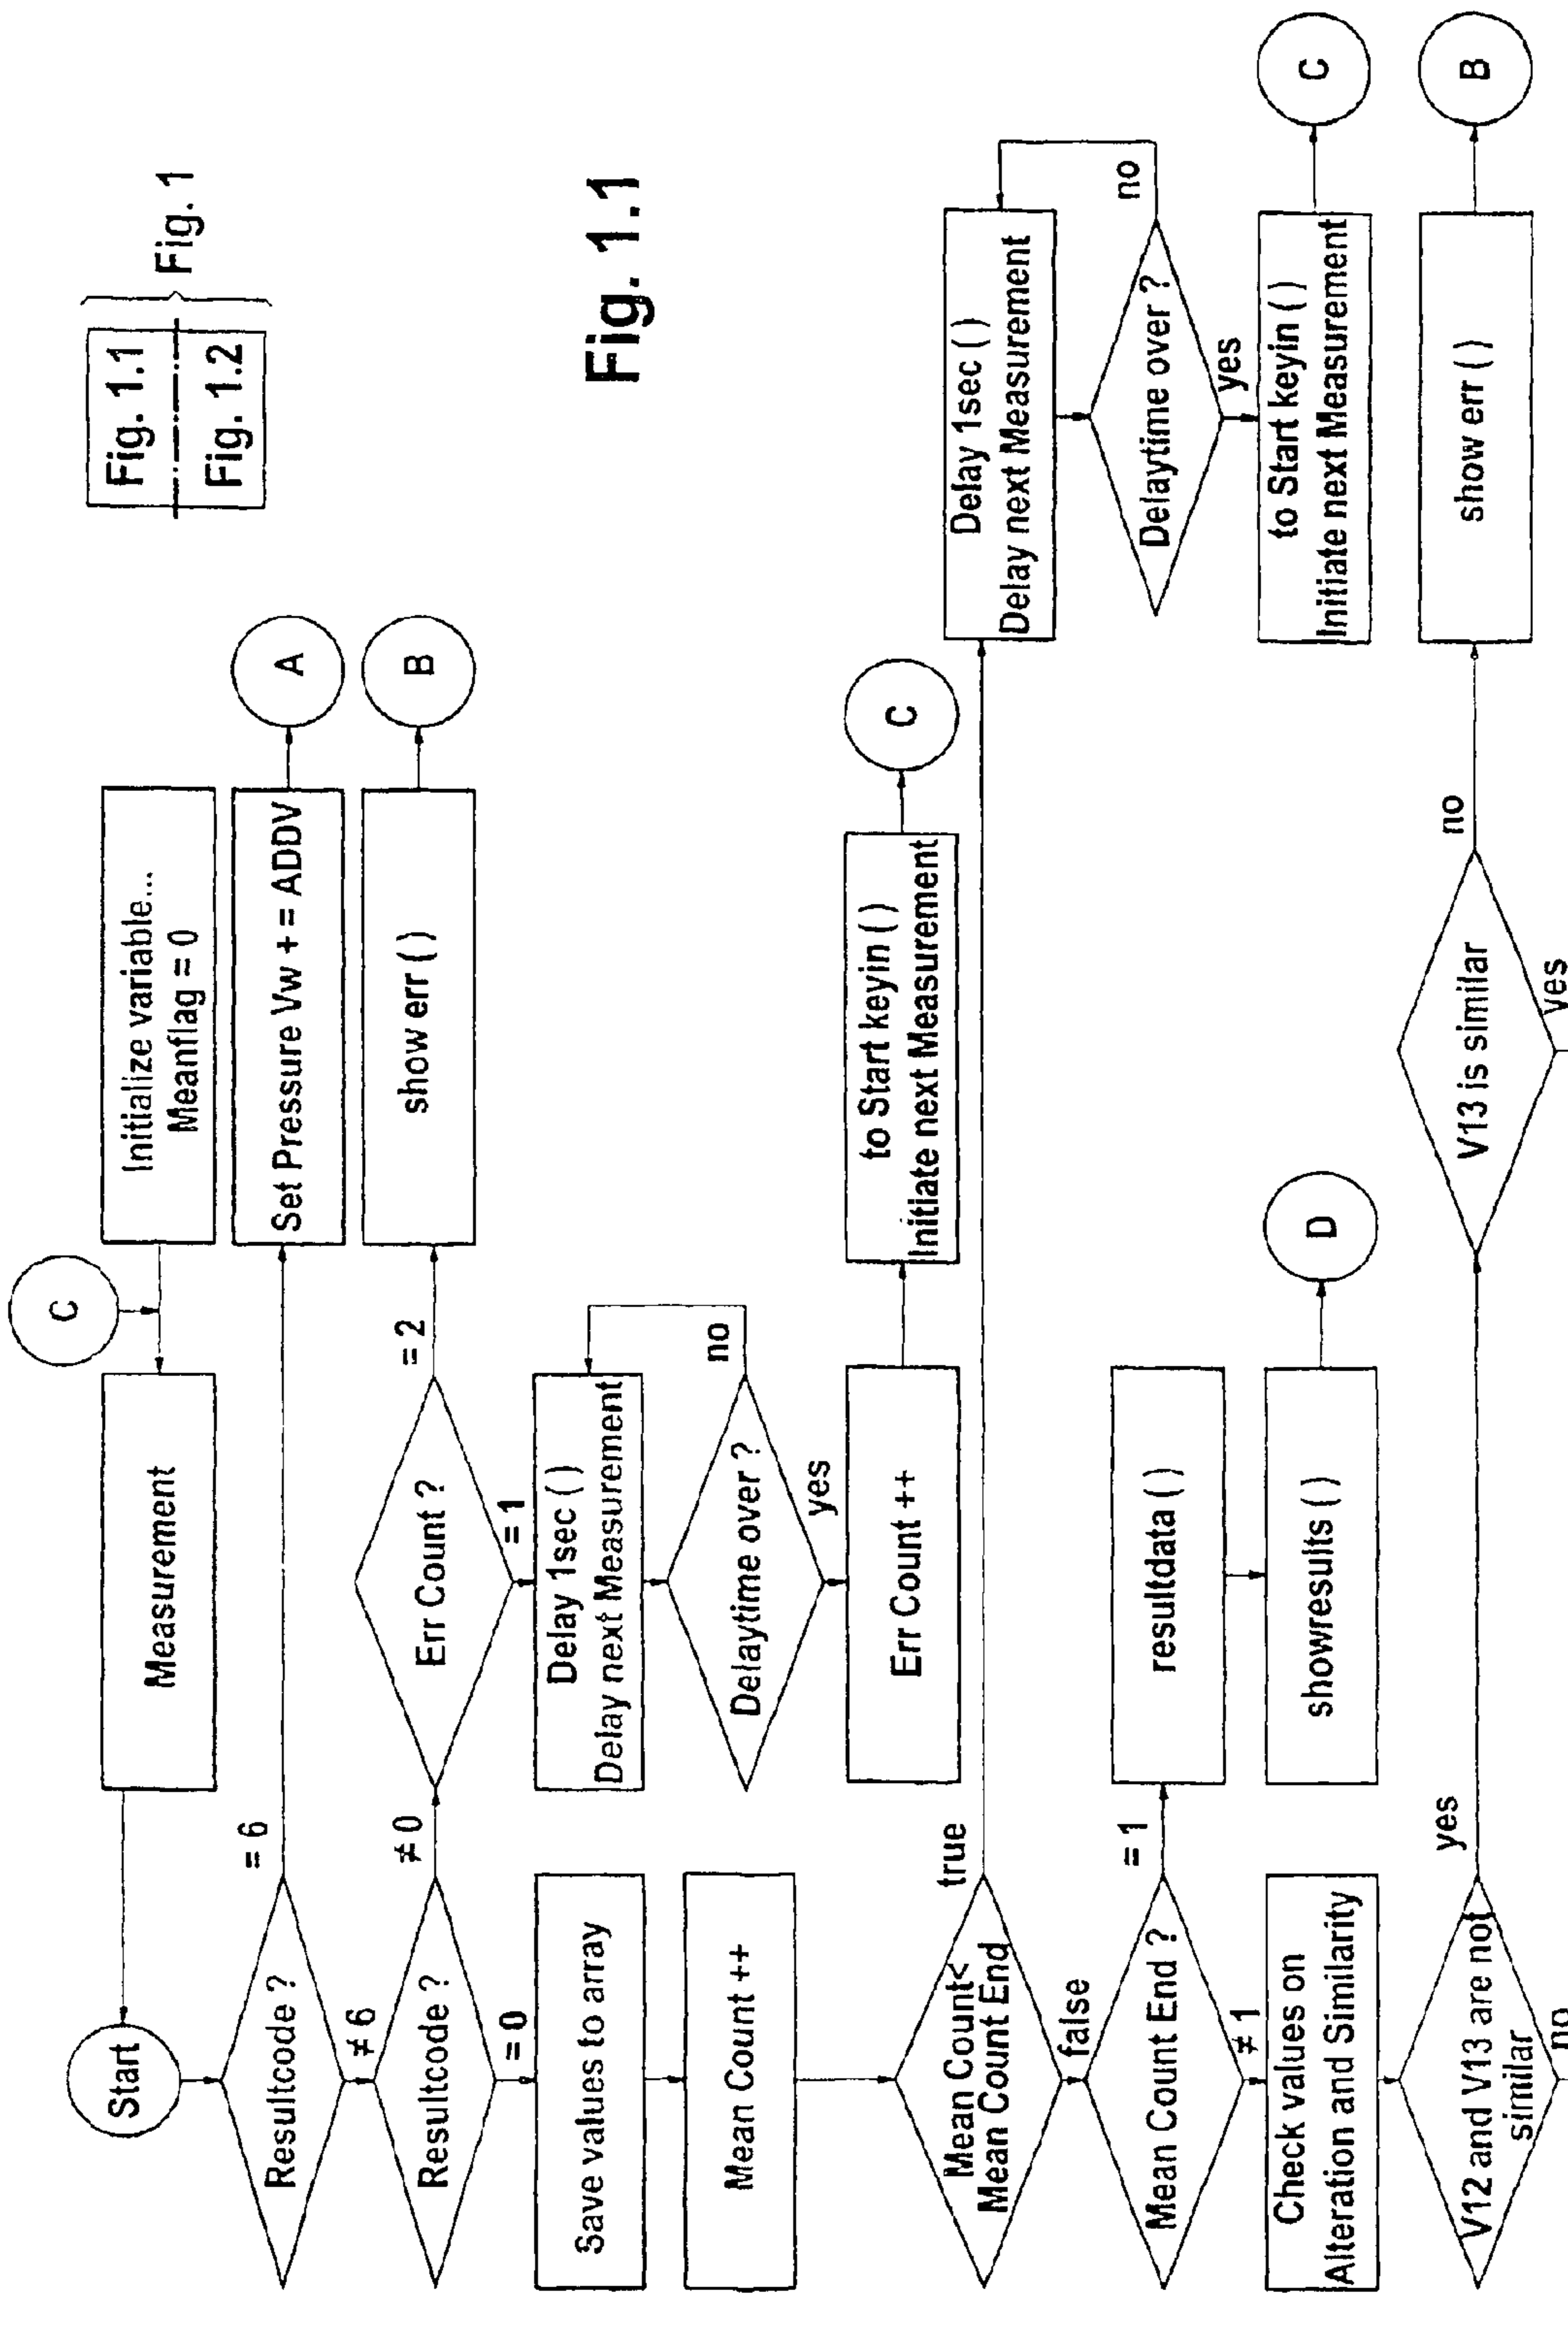 Fig. 1.1
Fig. 1.2
Fig. 1
Fig. 1.1
C
Start
Measurement
Initialize variable...
Meanflag = 0
Resultcode ?
= 6
Set Pressure Vw + = ADDV
A
≠ 6
Resultcode ?
≠ 0
Err Count ?
= 2
show err ( )
B
= 0
= 1
Save values to array
Delay 1sec ( )
Delay next Measurement
Mean Count ++
Delaytime over ?
no
yes
Err Count ++
to Start keyin ( )
Initiate next Measurement
C
Mean Count<
Mean Count End
true
Delay 1sec ( )
Delay next Measurement
false
Delaytime over ?
no
yes
Mean Count End ?
= 1
resultdata ( )
≠ 1
to Start keyin ( )
Initiate next Measurement
C
Check values on
Alteration and Similarity
showresults ( )
D
V12 and V13 are not
similar
yes
V13 is similar
no
show err ( )
B
no
yes